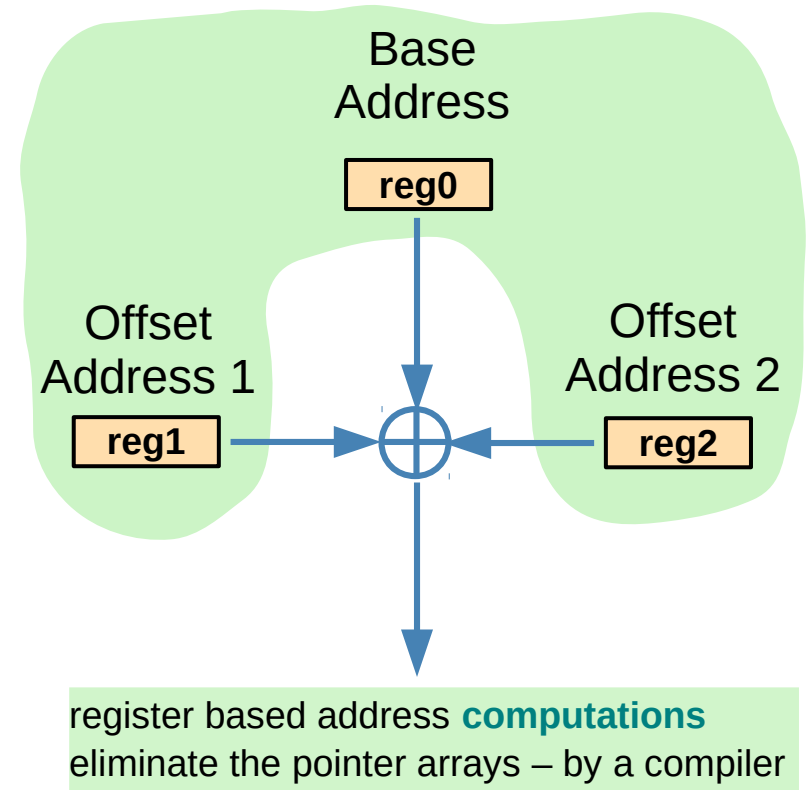 Base
Address
reg0
Offset
Address 1
reg1
Offset
Address 2
reg2
register based address computations
eliminate the pointer arrays – by a compiler